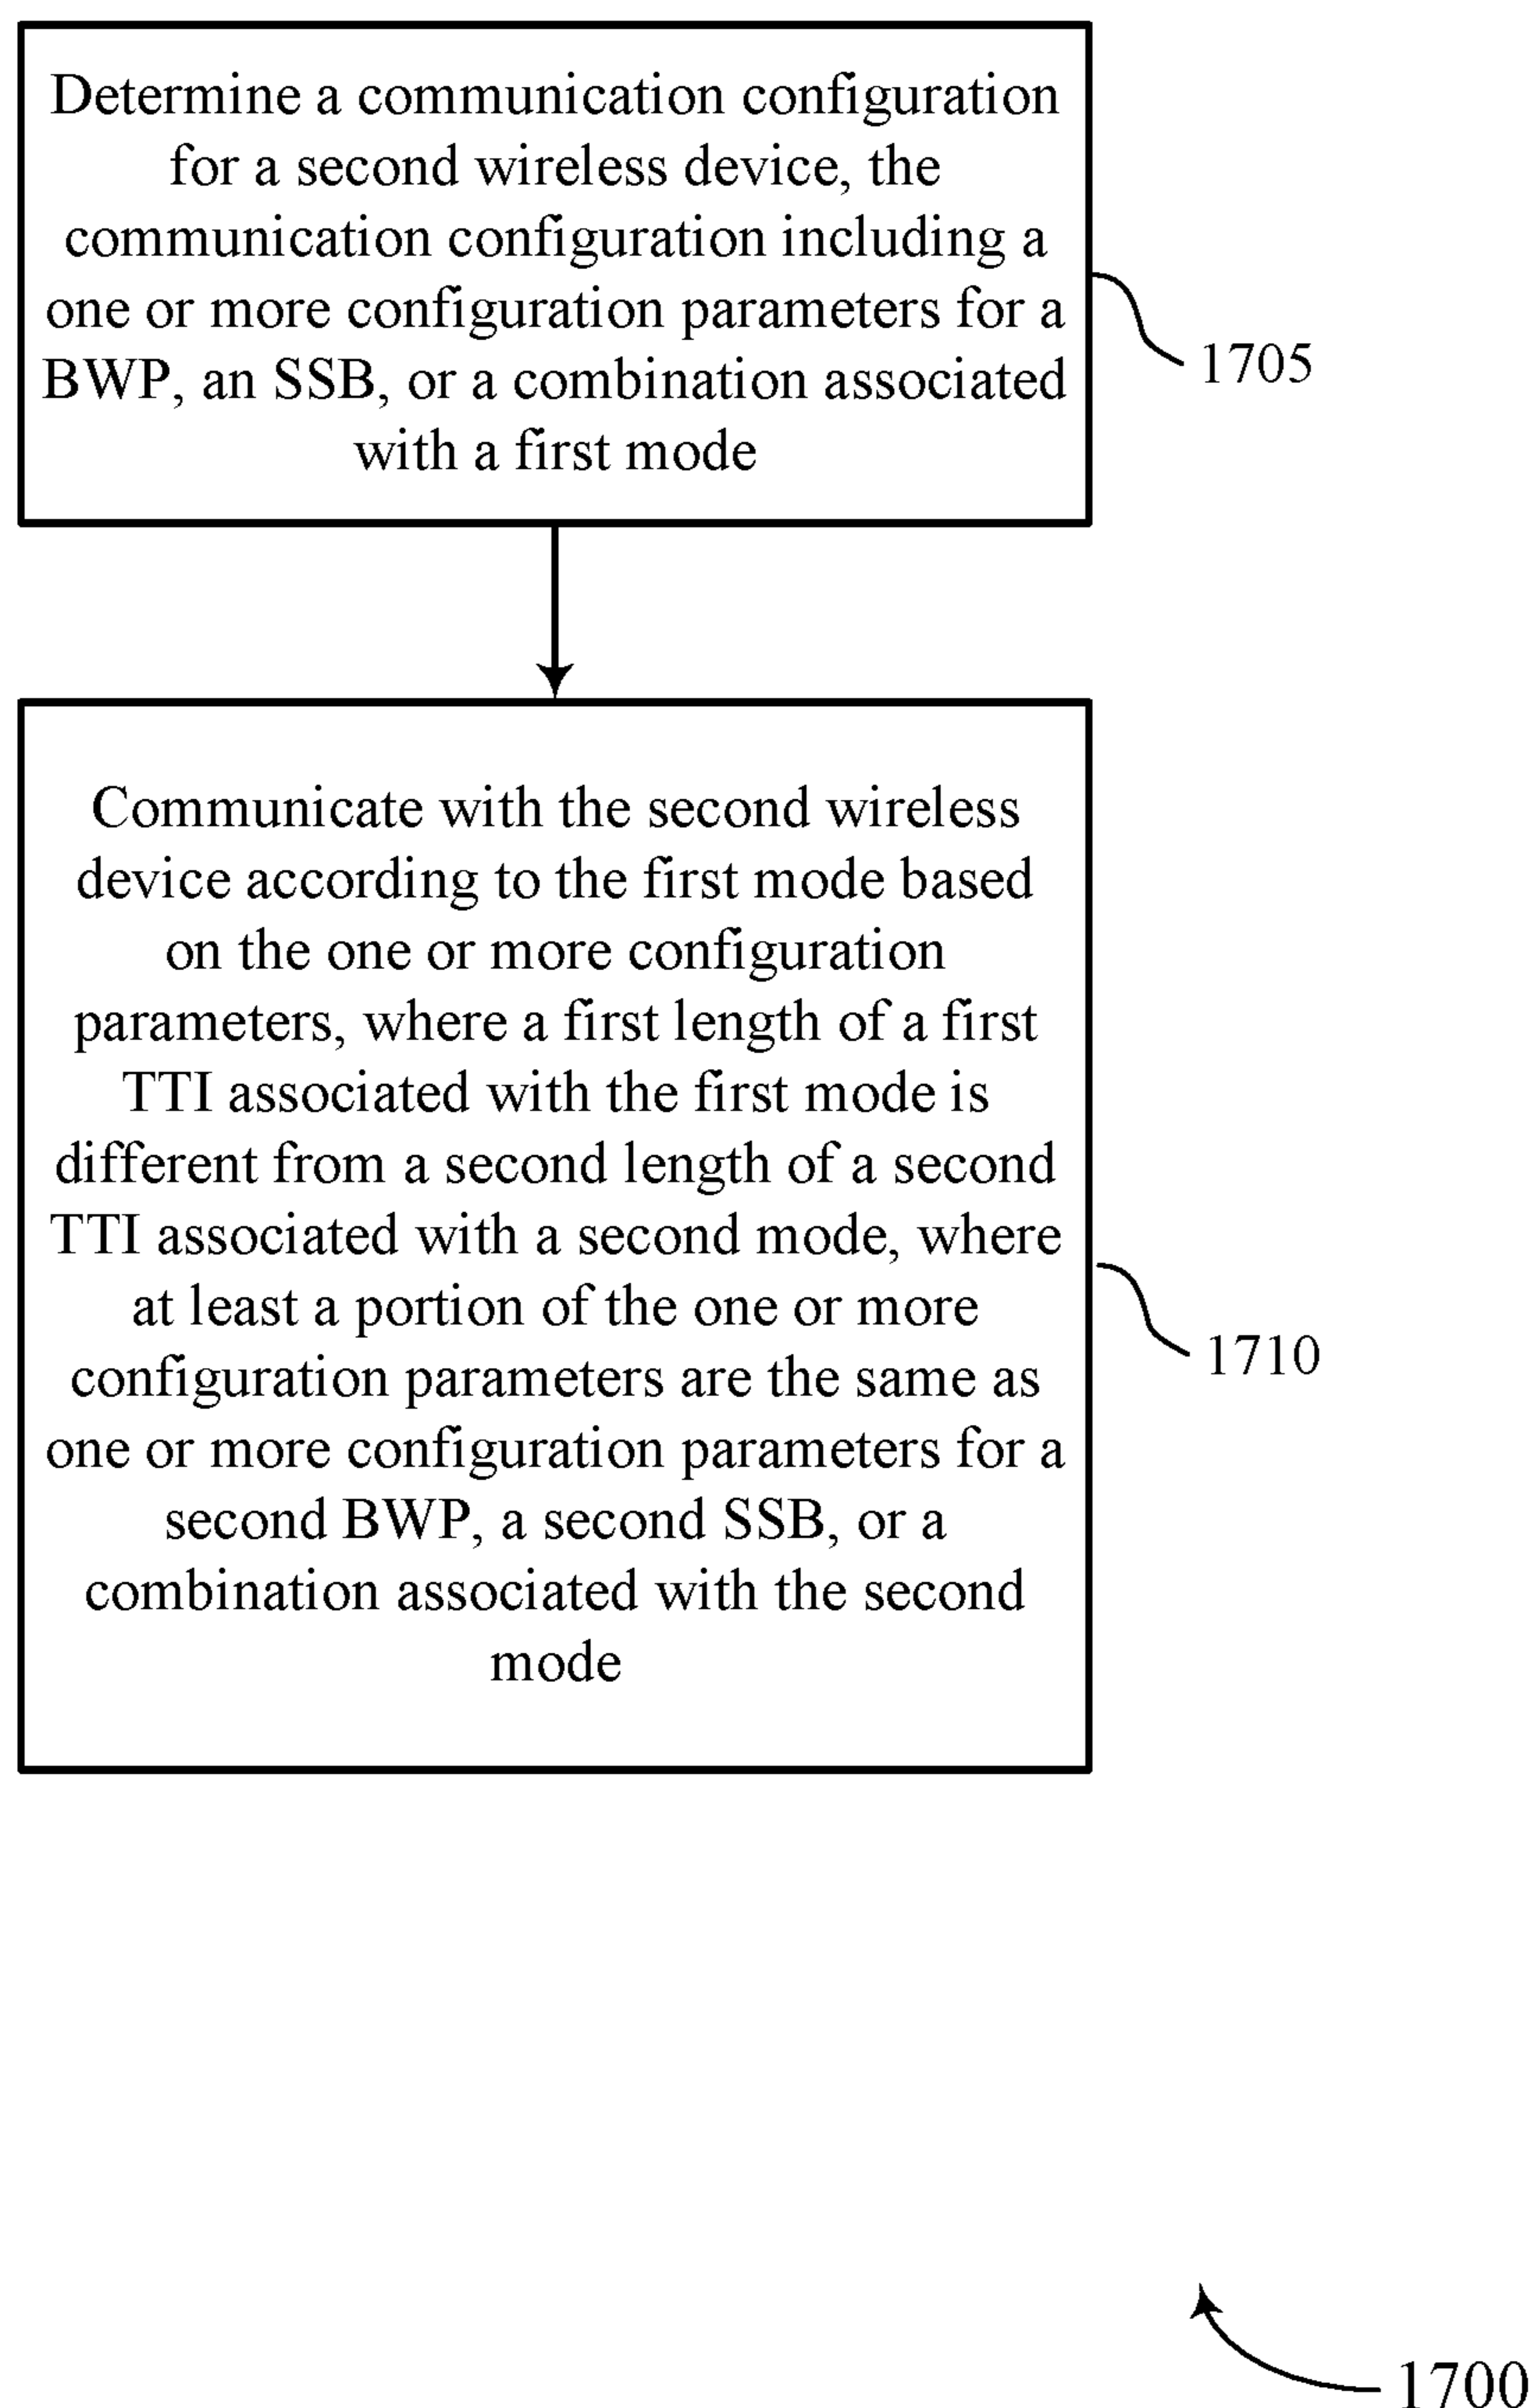 Determine a communication configuration
for a second wireless device, the
communication configuration including a
one or more configuration parameters for a
BWP, an SSB, or a combination associated
with a first mode
1705
Communicate with the second wireless
device according to the first mode based
on the one or more configuration
parameters, where a first length of a first
TTI associated with the first mode is
different from a second length of a second
TTI associated with a second mode, where
at least a portion of the one or more
configuration parameters are the same as
one or more configuration parameters for a
second BWP, a second SSB, or a
combination associated with the second
mode
1710
1700